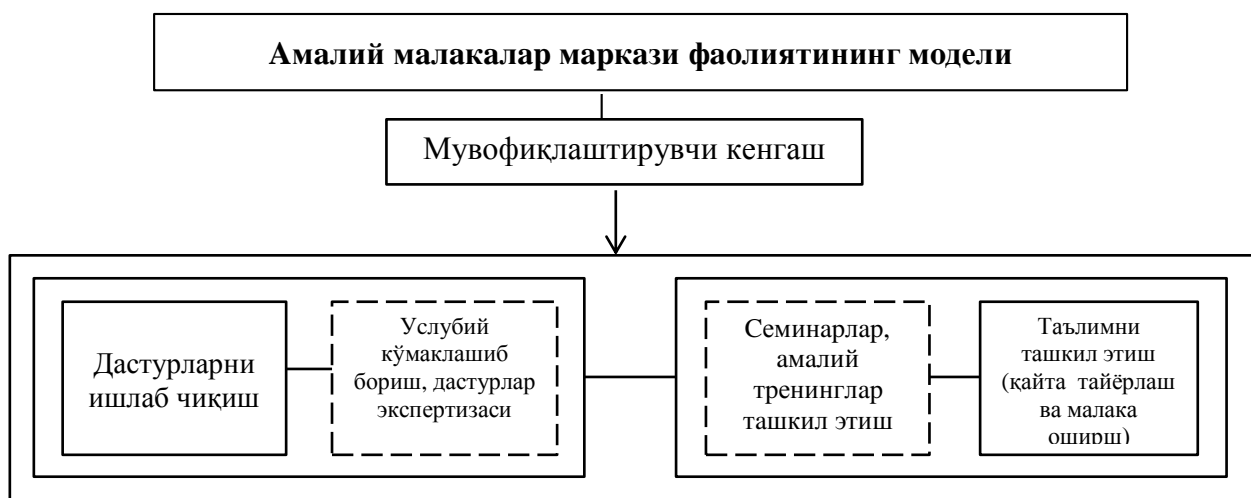 Амалий малакалар маркази фаолиятининг модели
Мувофиқлаштирувчи кенгаш
Дастурларни
ишлаб чиқиш
Услубий
кўмаклашиб
бориш, дастурлар
экспертизаси
Семинарлар,
амалий
тренинглар
ташкил этиш
Таълимни
ташкил этиш
(қайта тайёрлаш
ва малака
оширш)